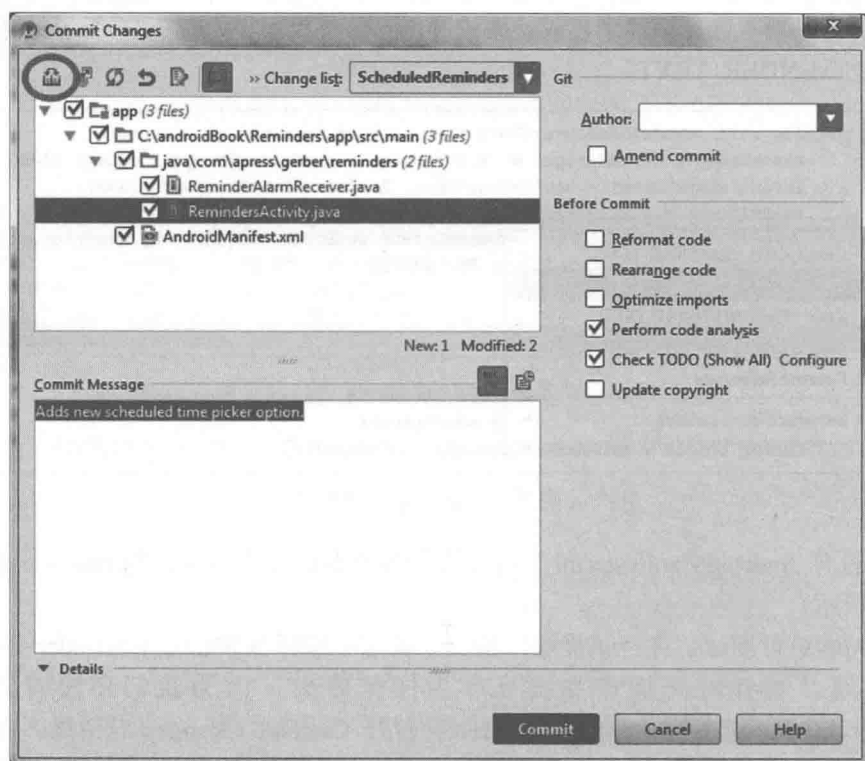 Commit Changes
» Change list: ScheduledReminders
app (3 files)
C:\androidBook\Reminders\app\src\main (3 files)
java\com\apress\gerber\reminders (2 files)
ReminderAlarmReceiver.java
RemindersActivity.java
AndroidManifest.xml
New: 1 Modified: 2
Commit Message
Adds new scheduled time picker option.
Details
Git
Author:
Amend commit
Before Commit
Reformat code
Rearrange code
Optimize imports
Perform code analysis
Check TODO (Show All) Configure
Update copyright
Commit
Cancel
Help